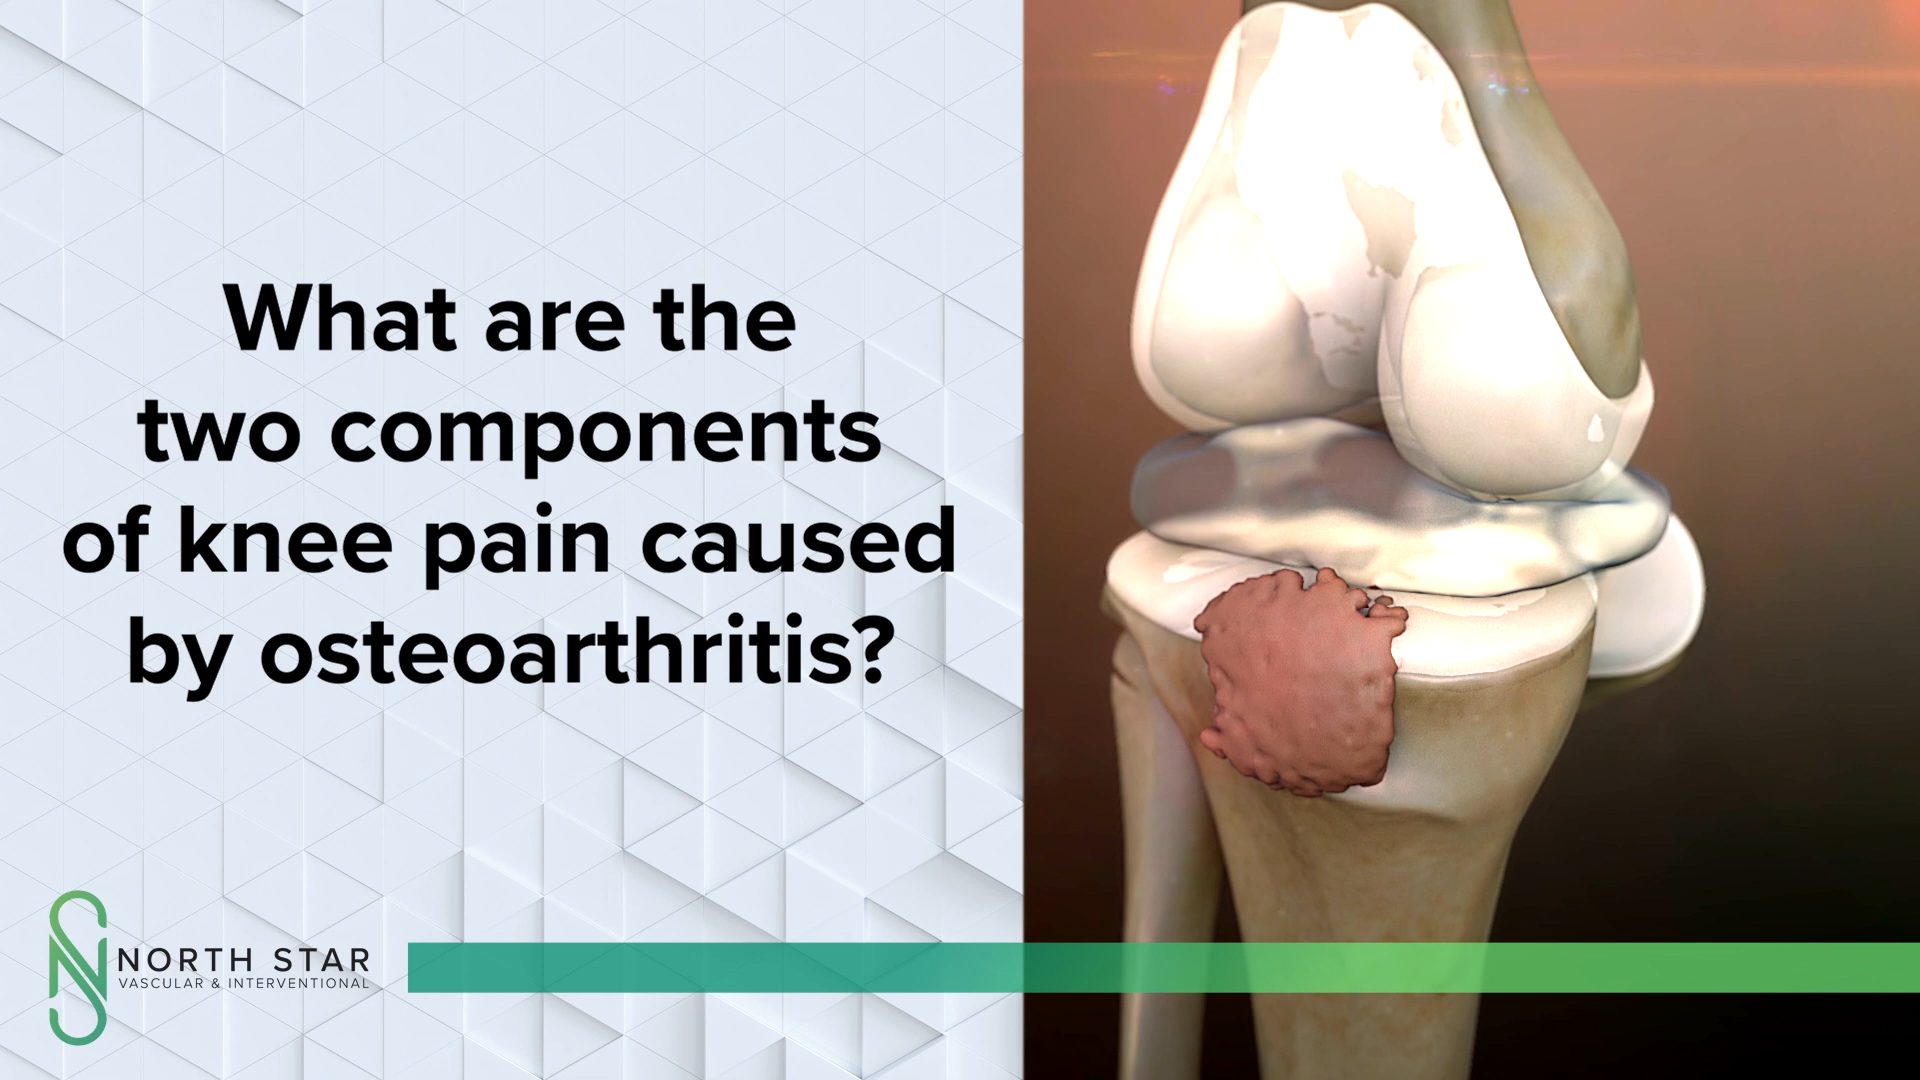 What are the
two components
of knee pain caused
by osteoarthritis?
NORTH STAR
VASCULAR & INTERVENTIONAL